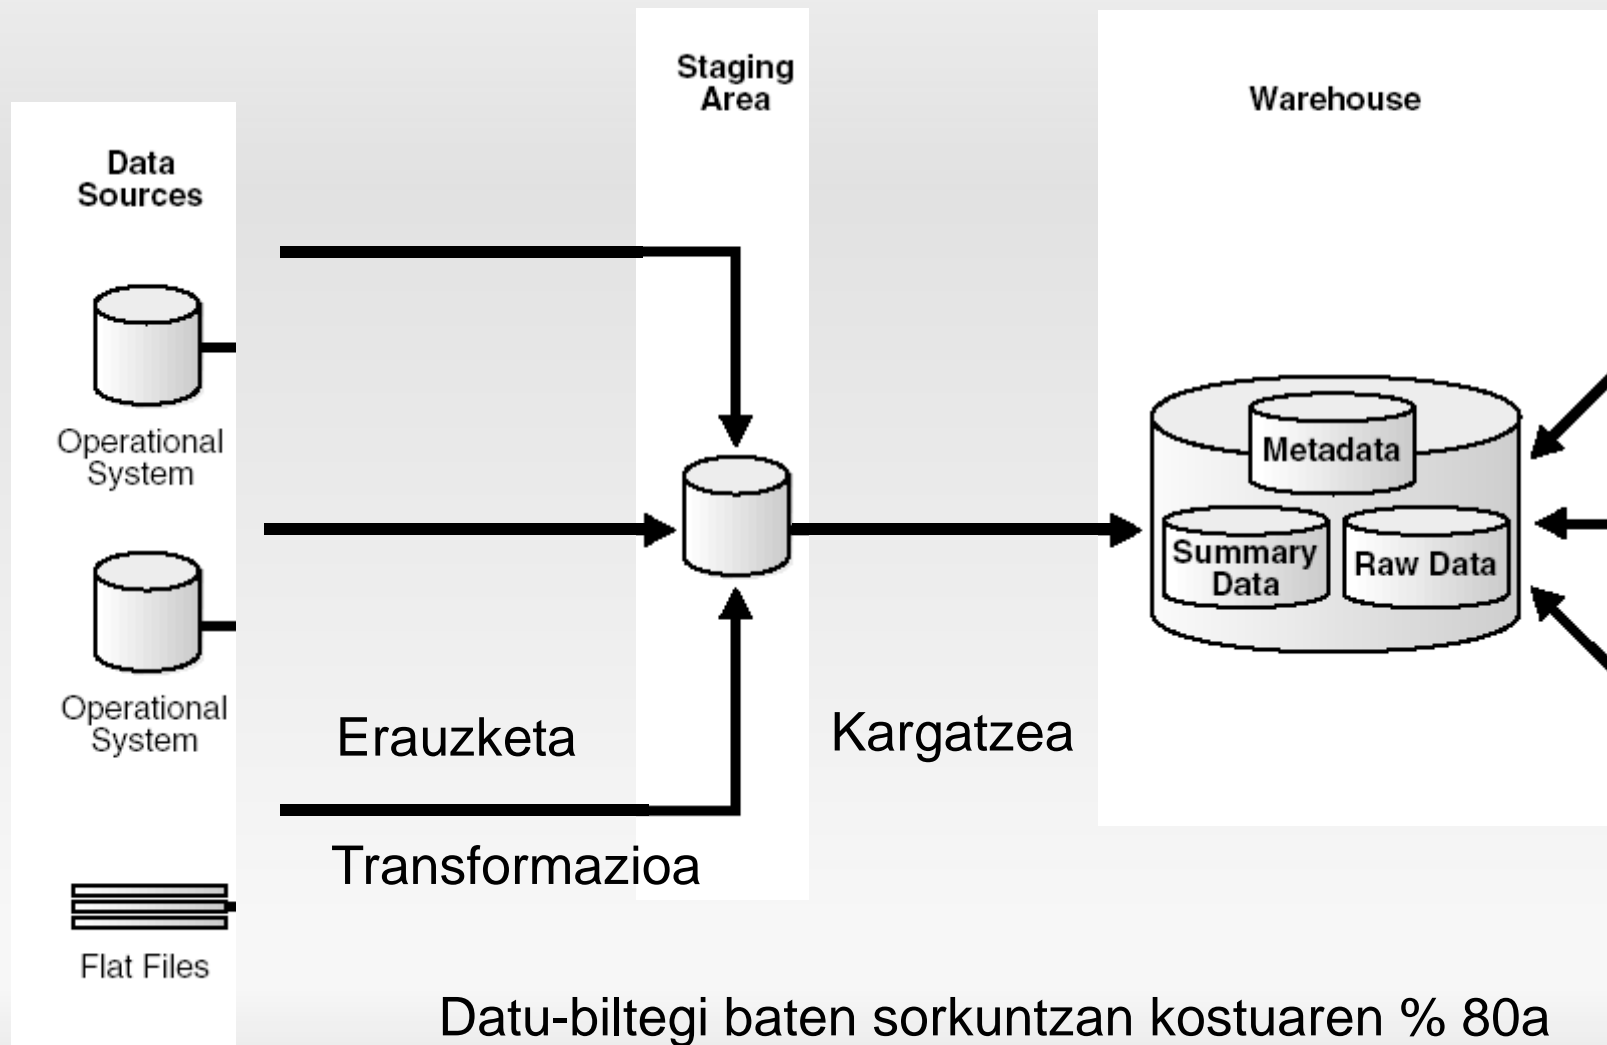 Staging
Area
Warehouse
Data
Sources
Operational
System
Metadata
Summary
Data
Raw Data
Operational
System
Erauzketa
Kargatzea
Transformazioa
Flat Files
Datu-biltegi baten sorkuntzan kostuaren % 80a